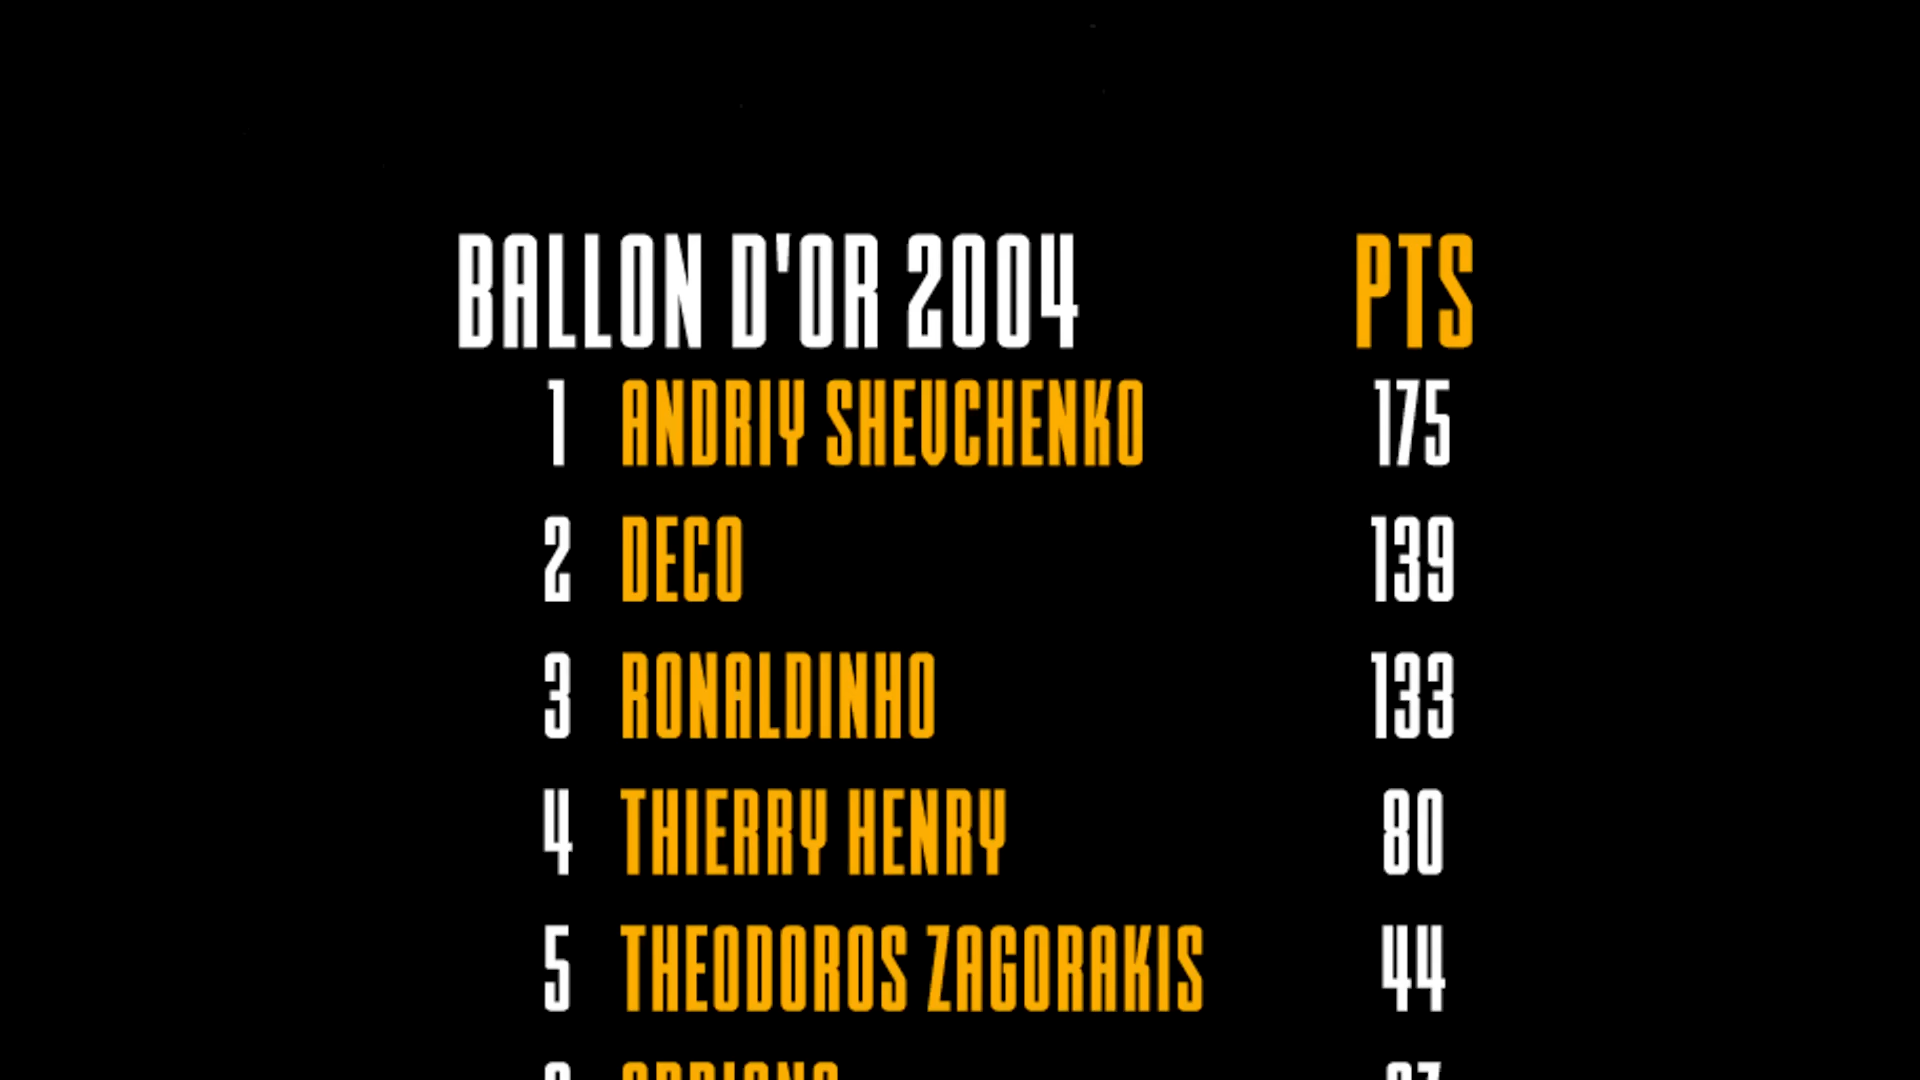 BALLON D'OR 2004 PTS
1 ANDRIY SHEVCHENKO 175
2 DECO 139
3 RONALDINHO 133
4 THIERRY HENRY 80
5 THEODOROS ZAGORAKIS 44